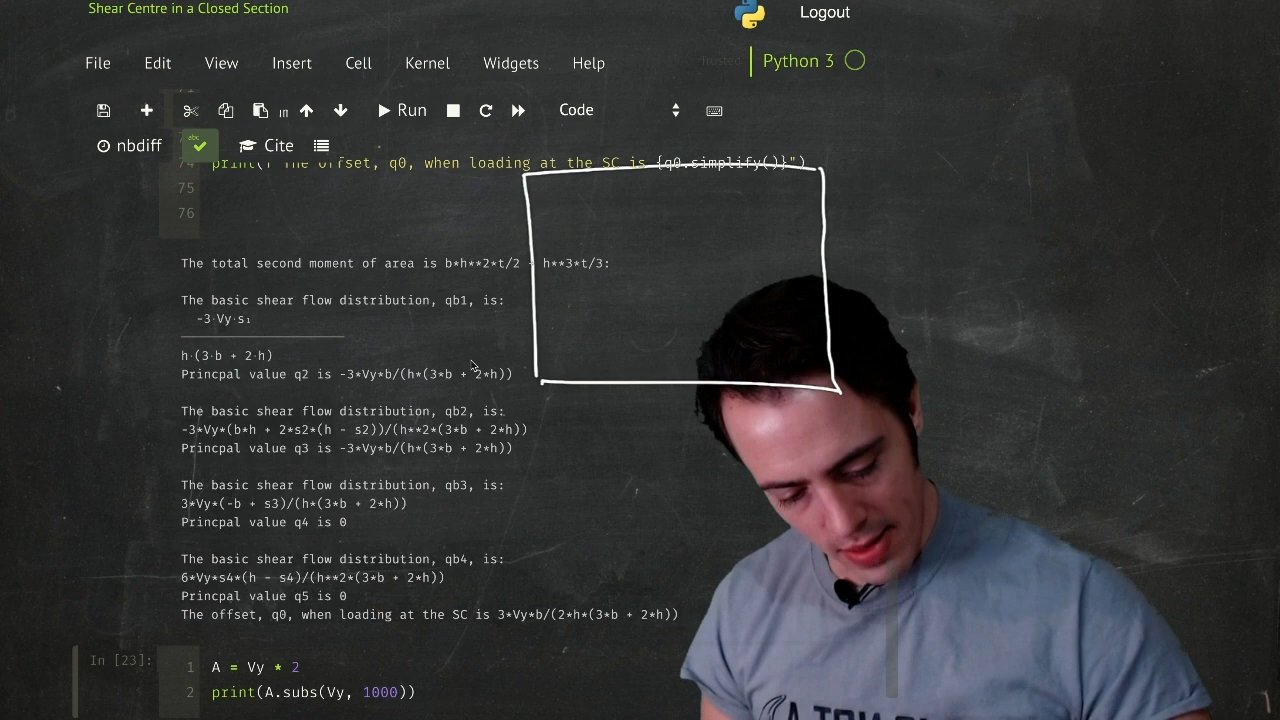 Shear Centre in a Closed Section
Logout
File Edit View Insert Cell Kernel Widgets Help
Trusted
Python 3
Run
Code
nbdiff
abc
Cite
74 print(f"The offset, q0, when loading at the SC is {q0.simplify()}")
75
76
The total second moment of area is b*h**2*t/2 + h**3*t/3:
The basic shear flow distribution, qb1, is:
-3⋅Vy⋅s₁
h⋅(3⋅b + 2⋅h)
Princpal value q2 is -3*Vy*b/(h*(3*b + 2*h))
The basic shear flow distribution, qb2, is:
-3*Vy*(b*h + 2*s2*(h - s2))/(h**2*(3*b + 2*h))
Princpal value q3 is -3*Vy*b/(h*(3*b + 2*h))
The basic shear flow distribution, qb3, is:
3*Vy*(-b + s3)/(h*(3*b + 2*h))
Princpal value q4 is 0
The basic shear flow distribution, qb4, is:
6*Vy*s4*(h - s4)/(h**2*(3*b + 2*h))
Princpal value q5 is 0
The offset, q0, when loading at the SC is 3*Vy*b/(2*h*(3*b + 2*h))
In [23]:
1 A = Vy * 2
2 print(A.subs(Vy, 1000))